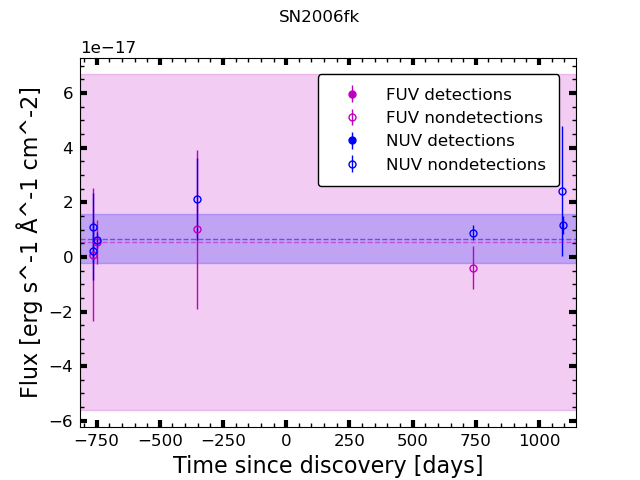 SN2006fk
1e−17
FUV detections
FUV nondetections
NUV detections
NUV nondetections
6
4
2
0
−2
−4
−6
Flux [erg s^-1 Å^-1 cm^-2]
−750 −500 −250 0 250 500 750 1000
Time since discovery [days]